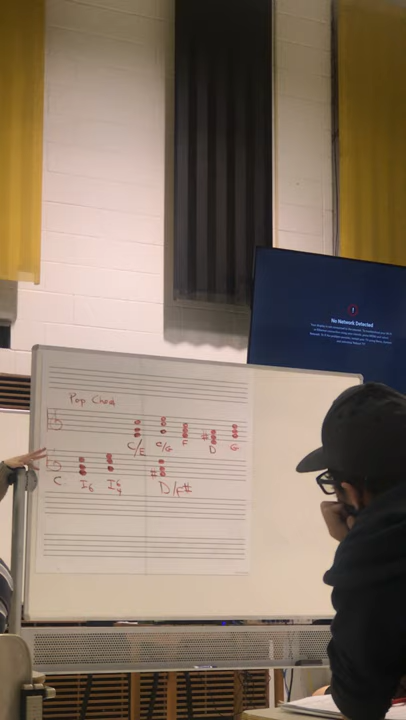 No Network Detected
Pop Chord
C/E C/G F D G
C I6 I6
4 D/F#